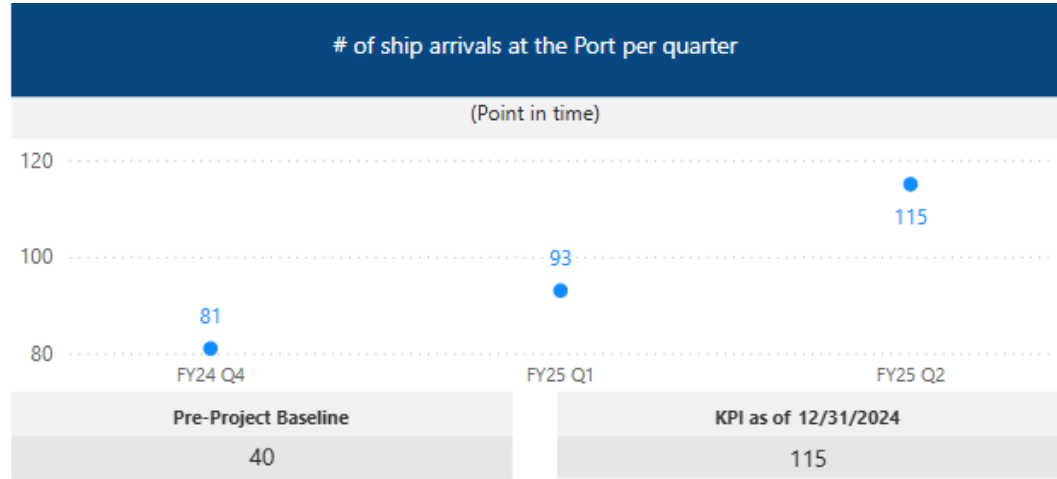 # of ship arrivals at the Port per quarter
(Point in time)
120
115
100
93
81
80
FY24 Q4 FY25 Q1 FY25 Q2
Pre-Project Baseline KPI as of 12/31/2024
40 115